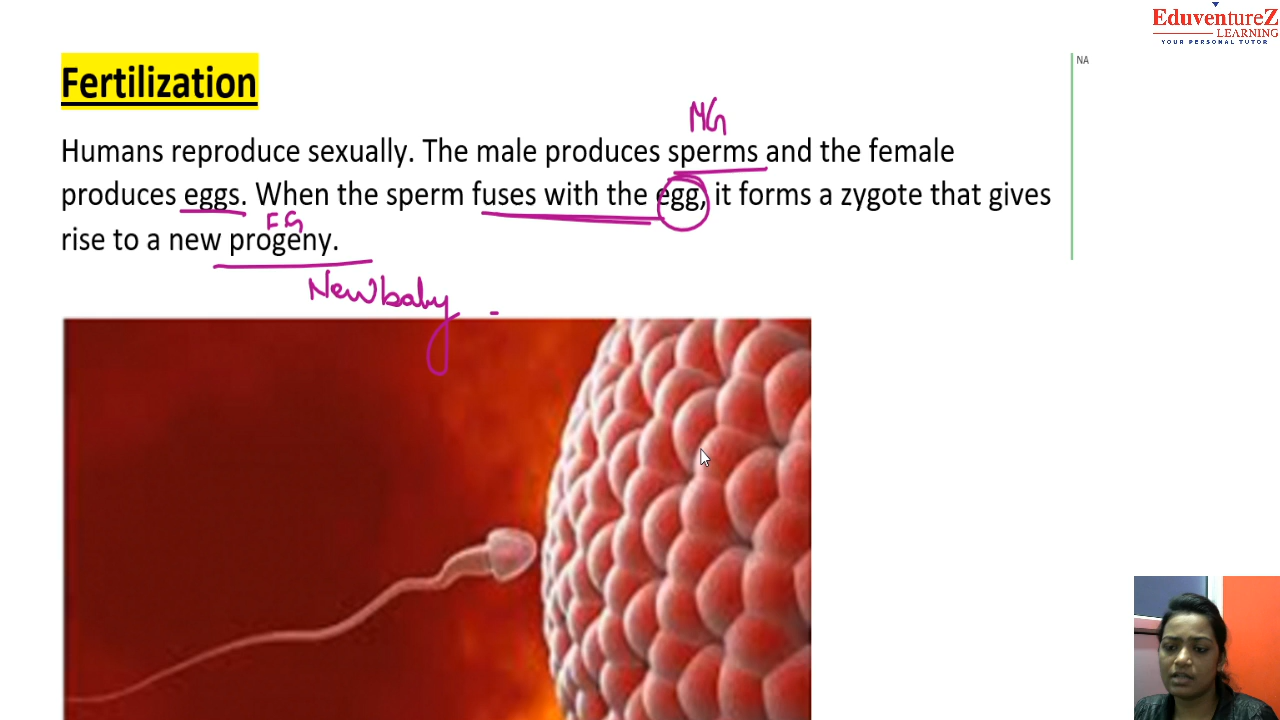 EduventureZ
LEARNING
YOUR PERSONAL TUTOR
NA
Fertilization
MG
Humans reproduce sexually. The male produces sperms and the female
produces eggs. When the sperm fuses with the egg, it forms a zygote that gives
FG
rise to a new progeny.
New baby